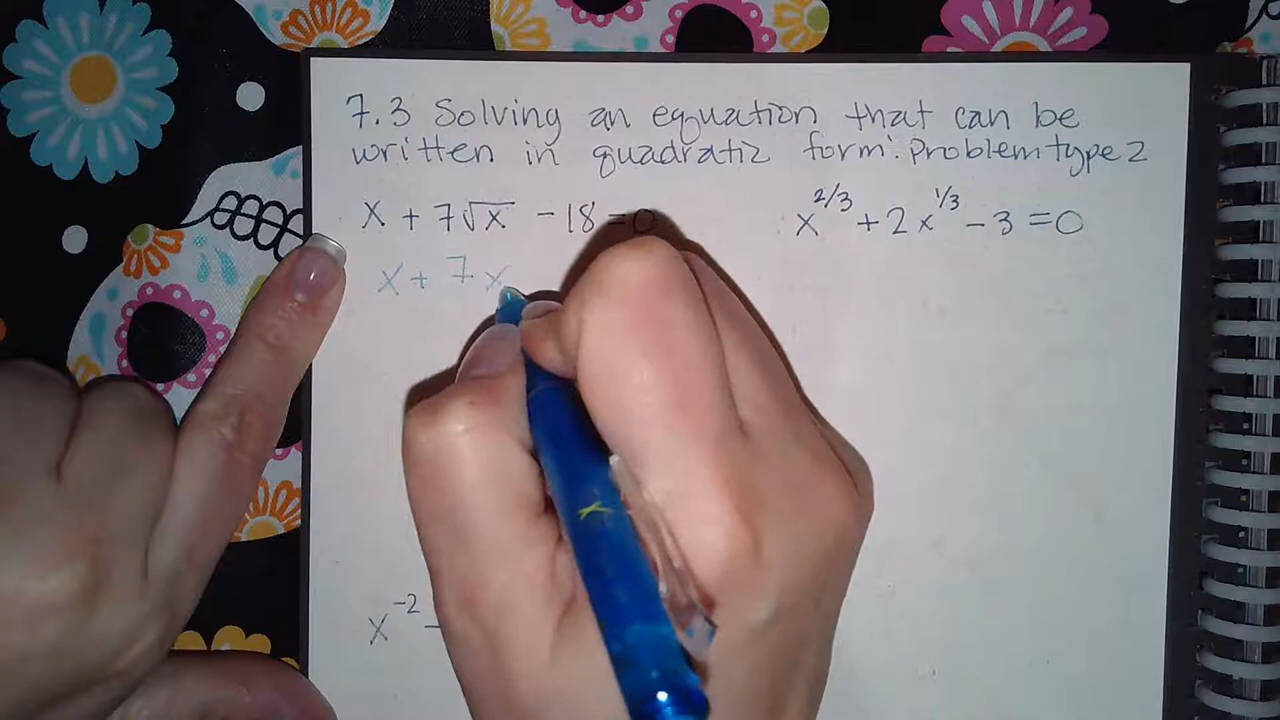 7.3 Solving an equation that can be
written in quadratic form: Problem type 2
x + 7√x - 18 = 0
x^{2/3} + 2x^{1/3} - 3 = 0
x + 7x
x^{-2} -